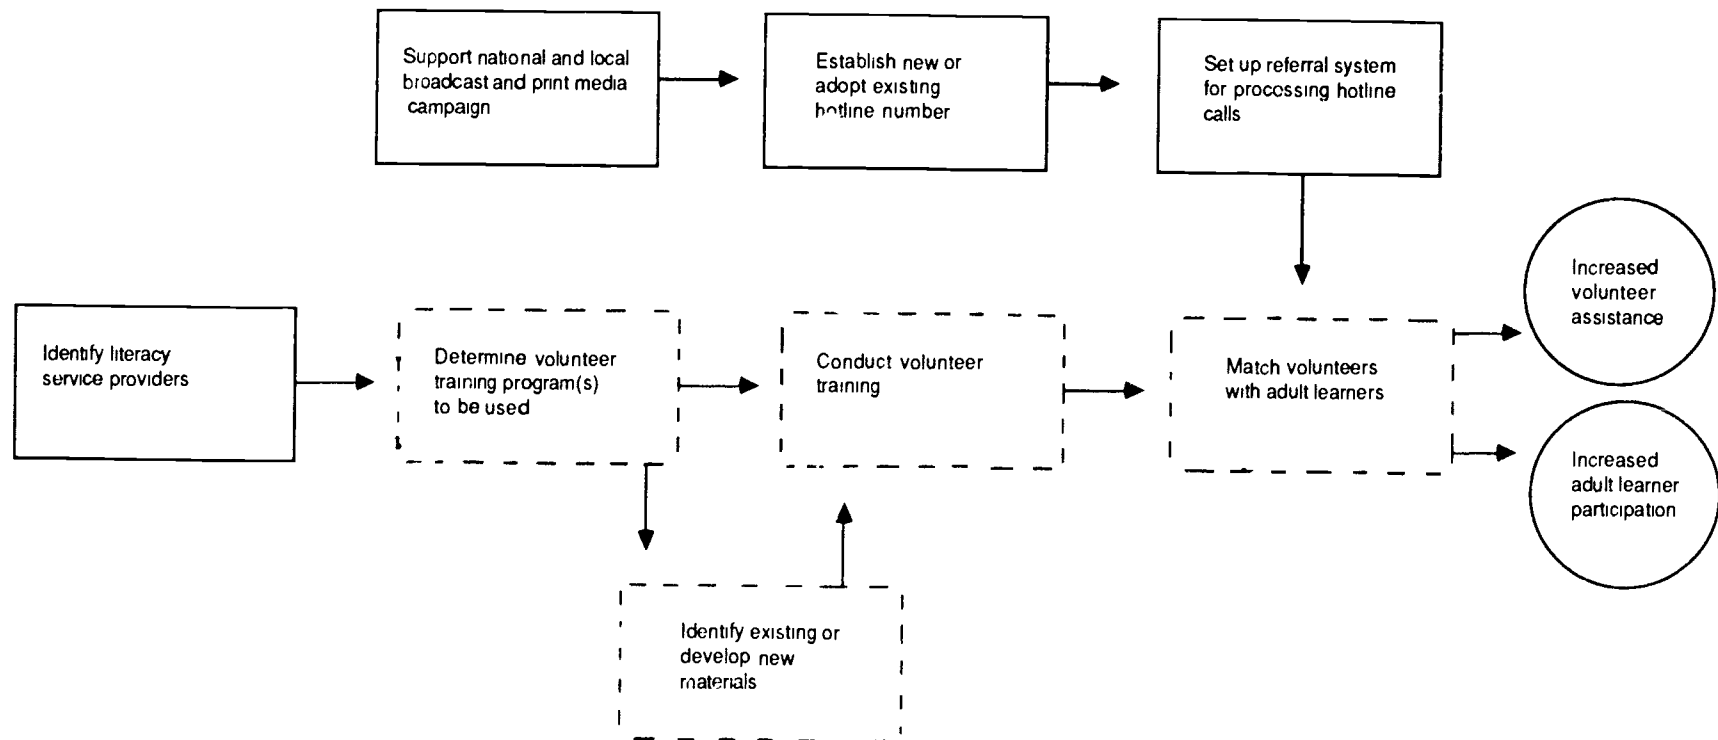 Support national and local
broadcast and print media
campaign
Establish new or
adopt existing
hotline number
Set up referral system
for processing hotline
calls
Identify literacy
service providers
Determine volunteer
training program(s)
to be used
Conduct volunteer
training
Match volunteers
with adult learners
Increased
volunteer
assistance
Increased
adult learner
participation
Identify existing or
develop new
materials